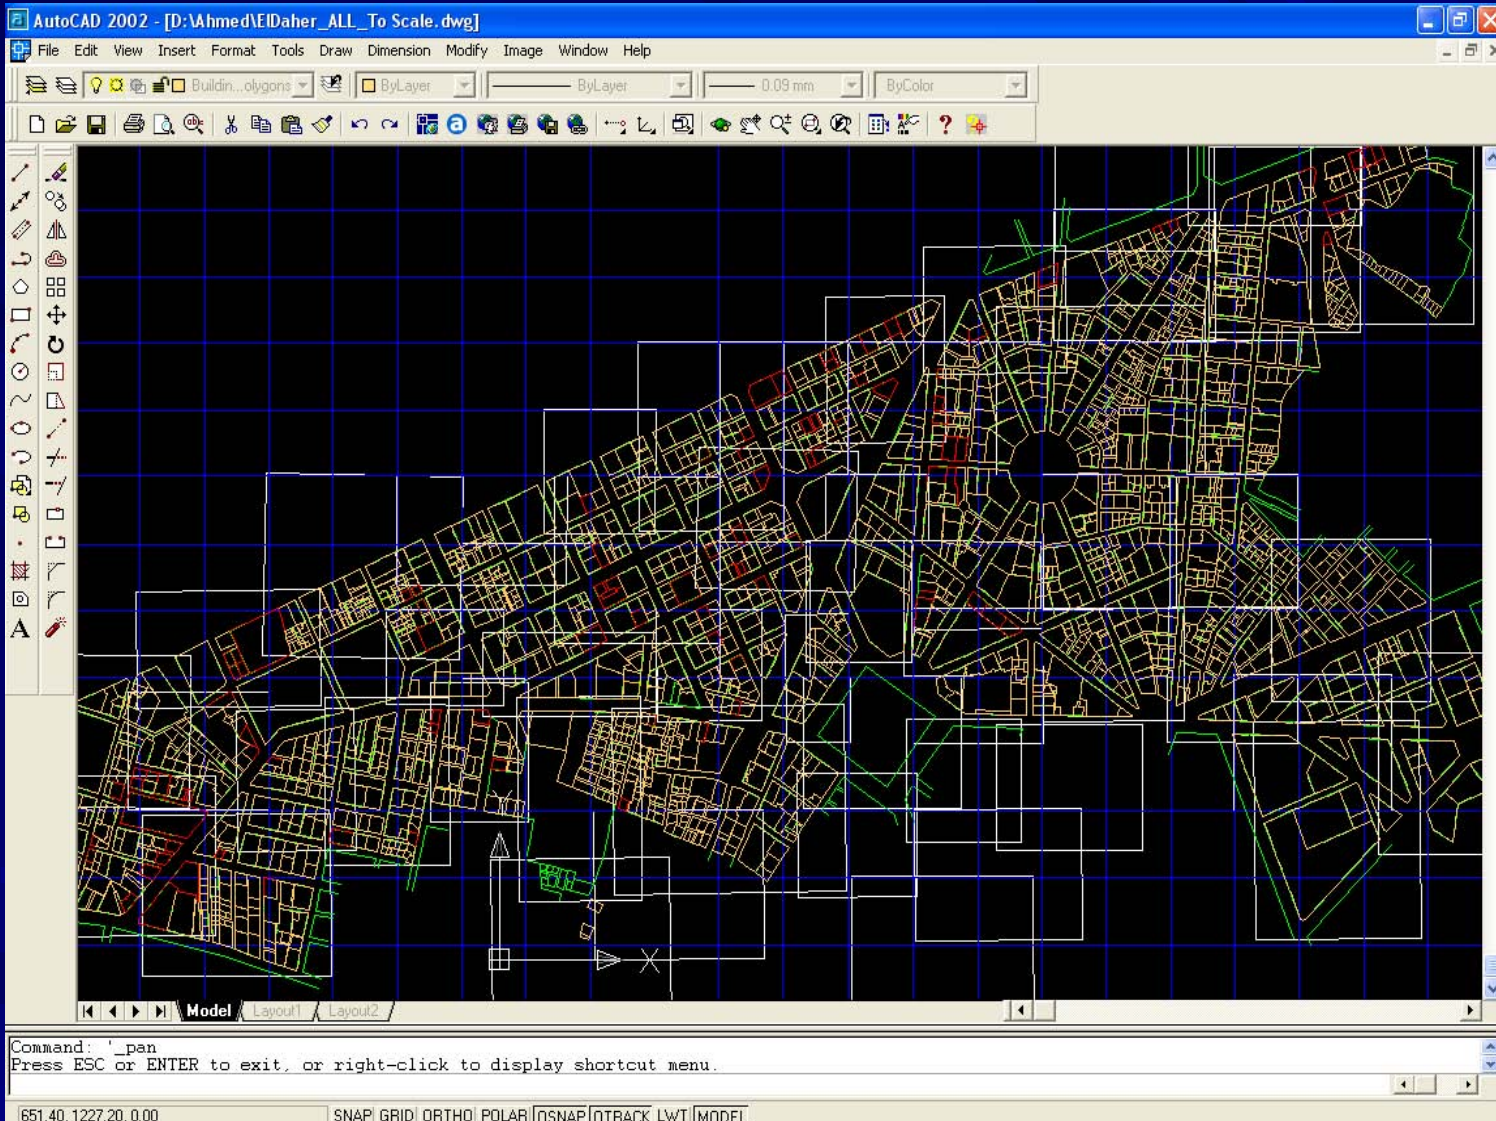 AutoCAD 2002 - [D:\Ahmed\ElDaher_ALL_To Scale.dwg]
File Edit View Insert Format Tools Draw Dimension Modify Image Window Help
Buildin...olygons ByLayer ByLayer 0.09 mm ByColor
A
Y
X
Model Layout1 Layout2
Command: '_pan
Press ESC or ENTER to exit, or right-click to display shortcut menu.
651.40, 1227.20, 0.00 SNAP GRID ORTHO POLAR OSNAP OTRACK LWT MODEL